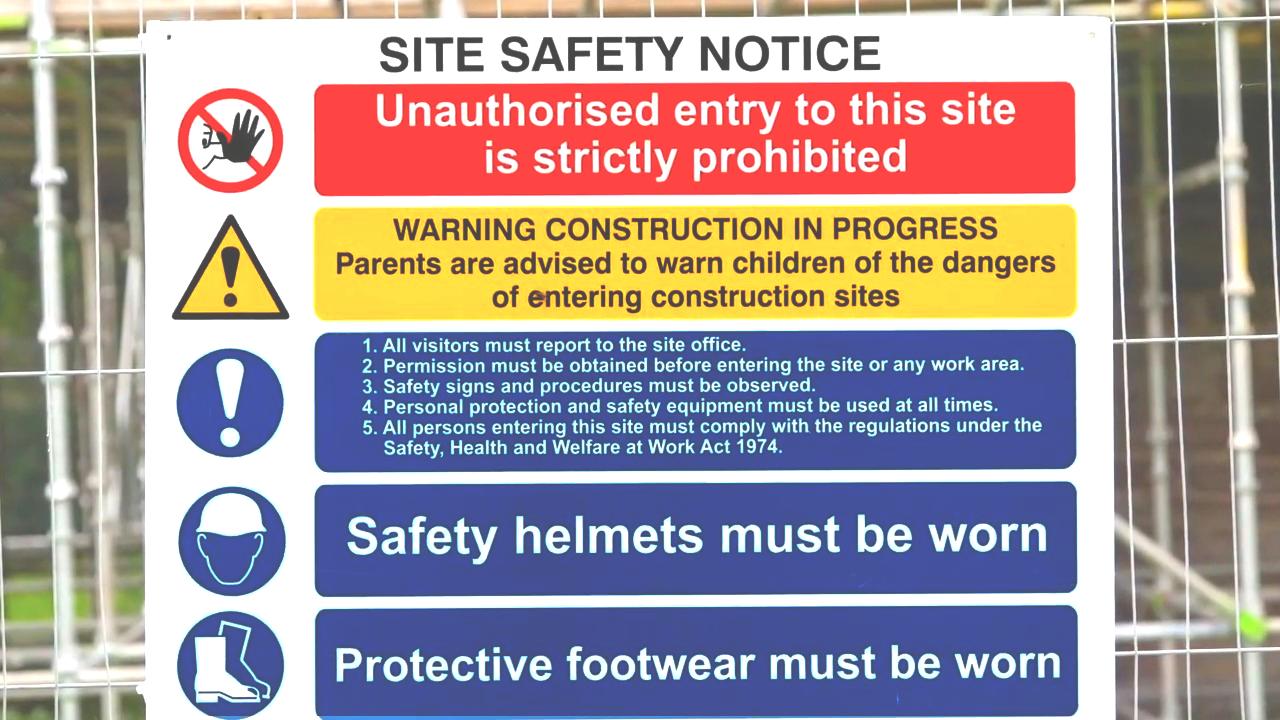 SITE SAFETY NOTICE
Unauthorised entry to this site
is strictly prohibited
WARNING CONSTRUCTION IN PROGRESS
Parents are advised to warn children of the dangers
of entering construction sites
1. All visitors must report to the site office.
2. Permission must be obtained before entering the site or any work area.
3. Safety signs and procedures must be observed.
4. Personal protection and safety equipment must be used at all times.
5. All persons entering this site must comply with the regulations under the
Safety, Health and Welfare at Work Act 1974.
Safety helmets must be worn
Protective footwear must be worn